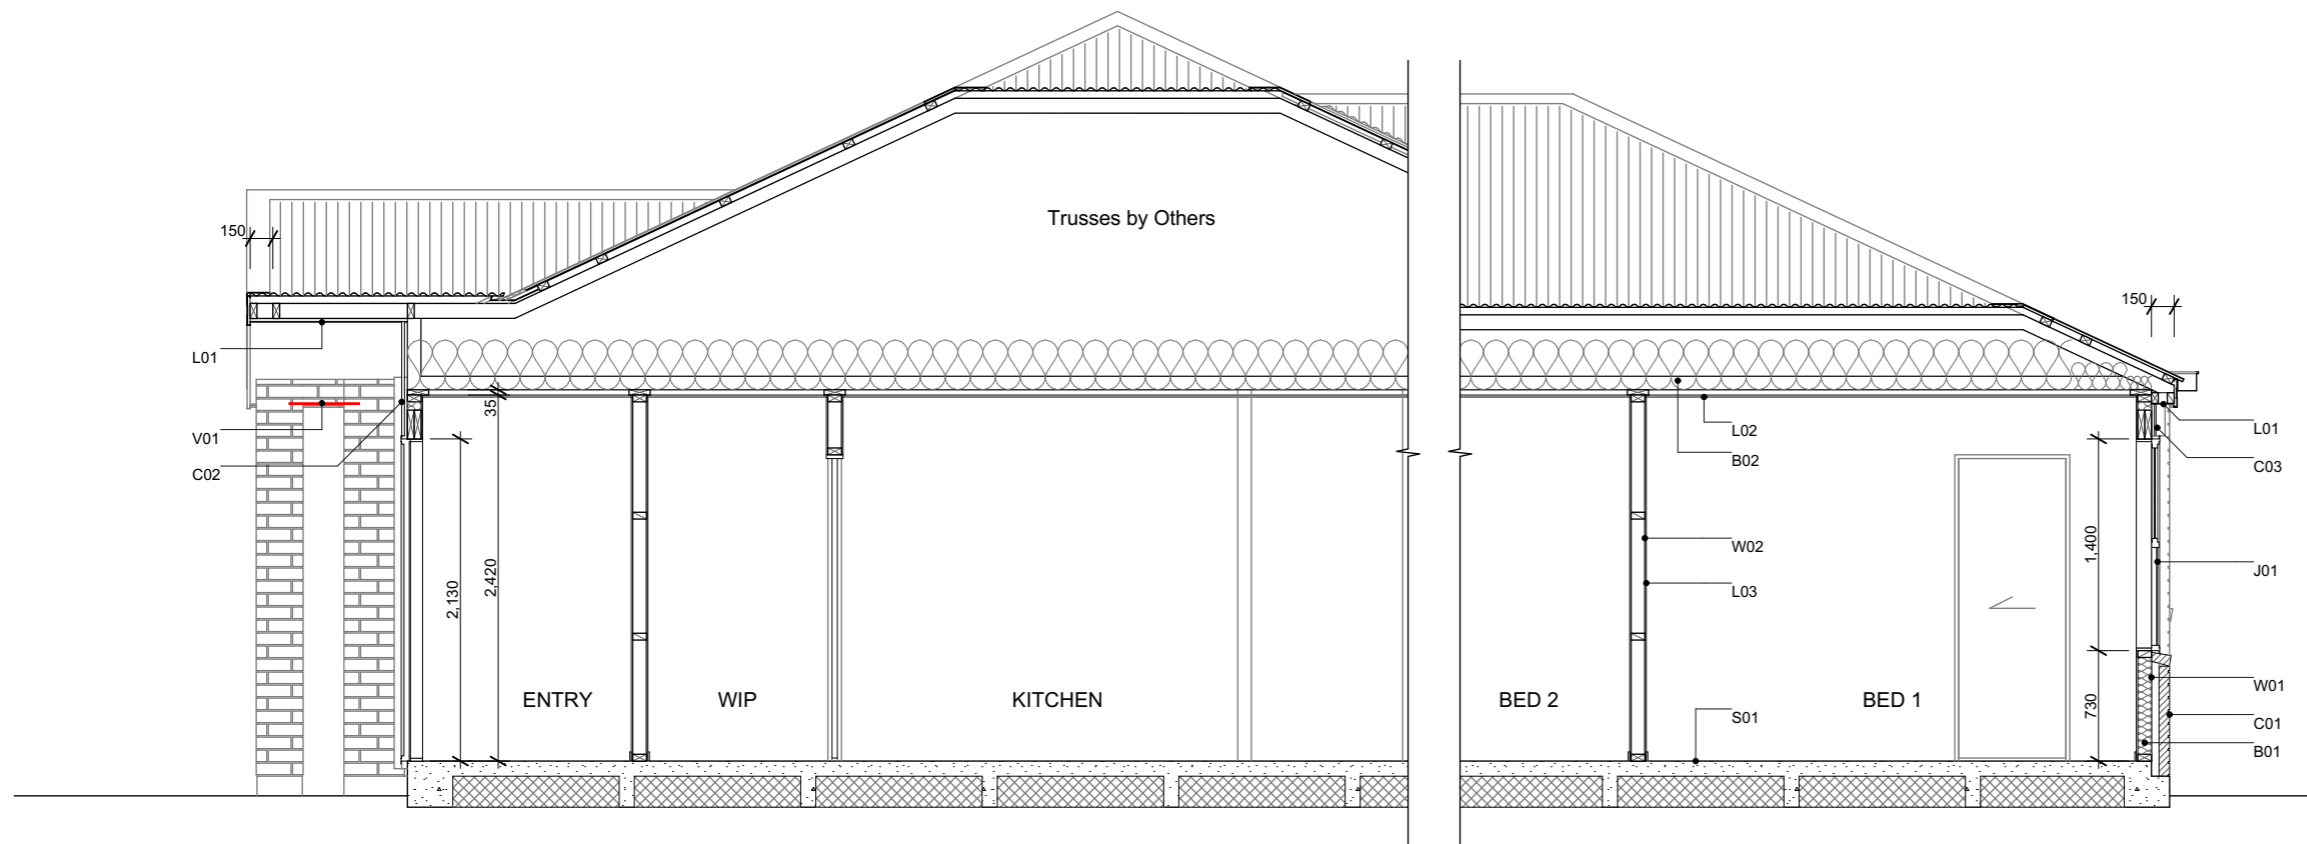 Trusses by Others
150
150
L01
V01
C02
35
2,130
2,420
L02
B02
L01
C03
W02
L03
1,400
J01
ENTRY
WIP
KITCHEN
BED 2
BED 1
S01
730
W01
C01
B01